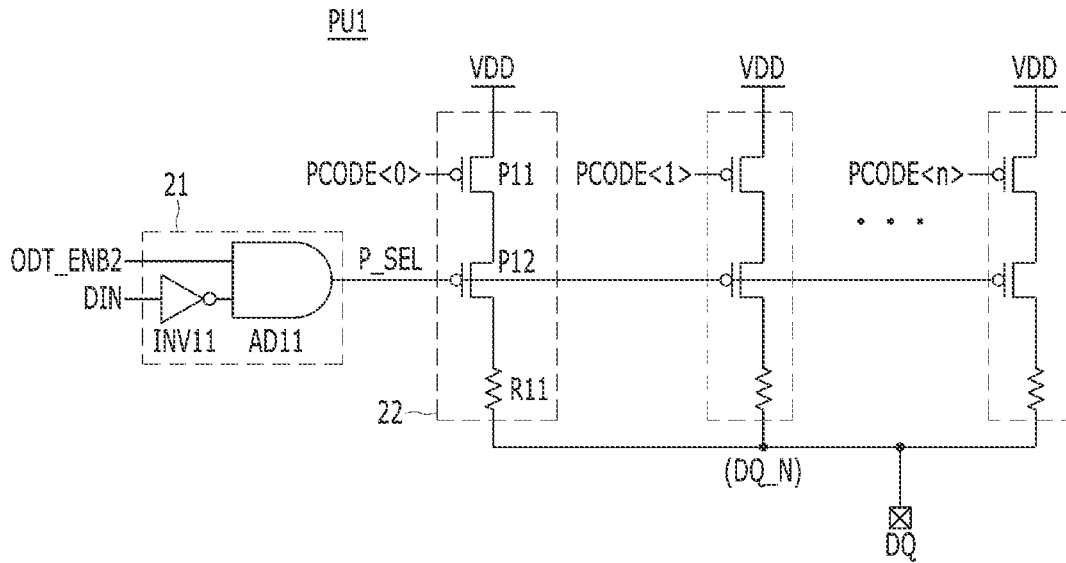 PU1
VDD
VDD
VDD
PCODE<0>
P11
PCODE<1>
PCODE<n>
21
ODT_ENB2
P_SEL
P12
DIN
INV11
AD11
R11
22
(DQ_N)
DQ